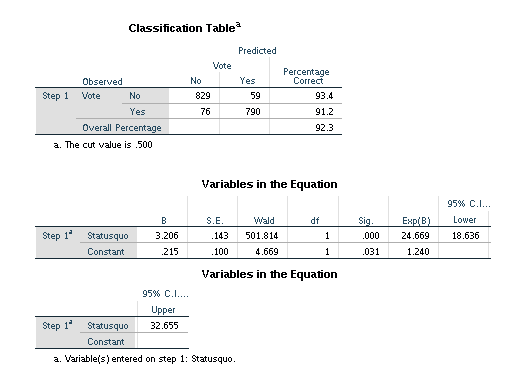 Classification Tableᵃ
Predicted
Vote
Percentage Correct
Observed No Yes
Step 1 Vote No 829 59 93.4
Yes 76 790 91.2
Overall Percentage 92.3
a. The cut value is .500
Variables in the Equation
95% C.I....
B S.E. Wald df Sig. Exp(B) Lower
Step 1ᵃ Statusquo 3.206 .143 501.814 1 .000 24.669 18.636
Constant .215 .100 4.669 1 .031 1.240
Variables in the Equation
95% C.I....
Upper
Step 1ᵃ Statusquo 32.655
Constant
a. Variable(s) entered on step 1: Statusquo.